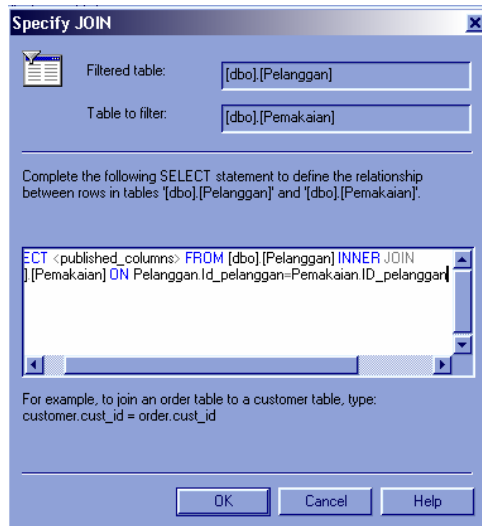 Specify JOIN
Filtered table:
[dbo].[Pelanggan]
Table to filter:
[dbo].[Pemakaian]
Complete the following SELECT statement to define the relationship
between rows in tables '[dbo].[Pelanggan]' and '[dbo].[Pemakaian]'.
ECT <published_columns> FROM [dbo].[Pelanggan] INNER JOIN
].[Pemakaian] ON Pelanggan.Id_pelanggan=Pemakaian.ID_pelanggan
For example, to join an order table to a customer table, type:
customer.cust_id = order.cust_id
OK
Cancel
Help